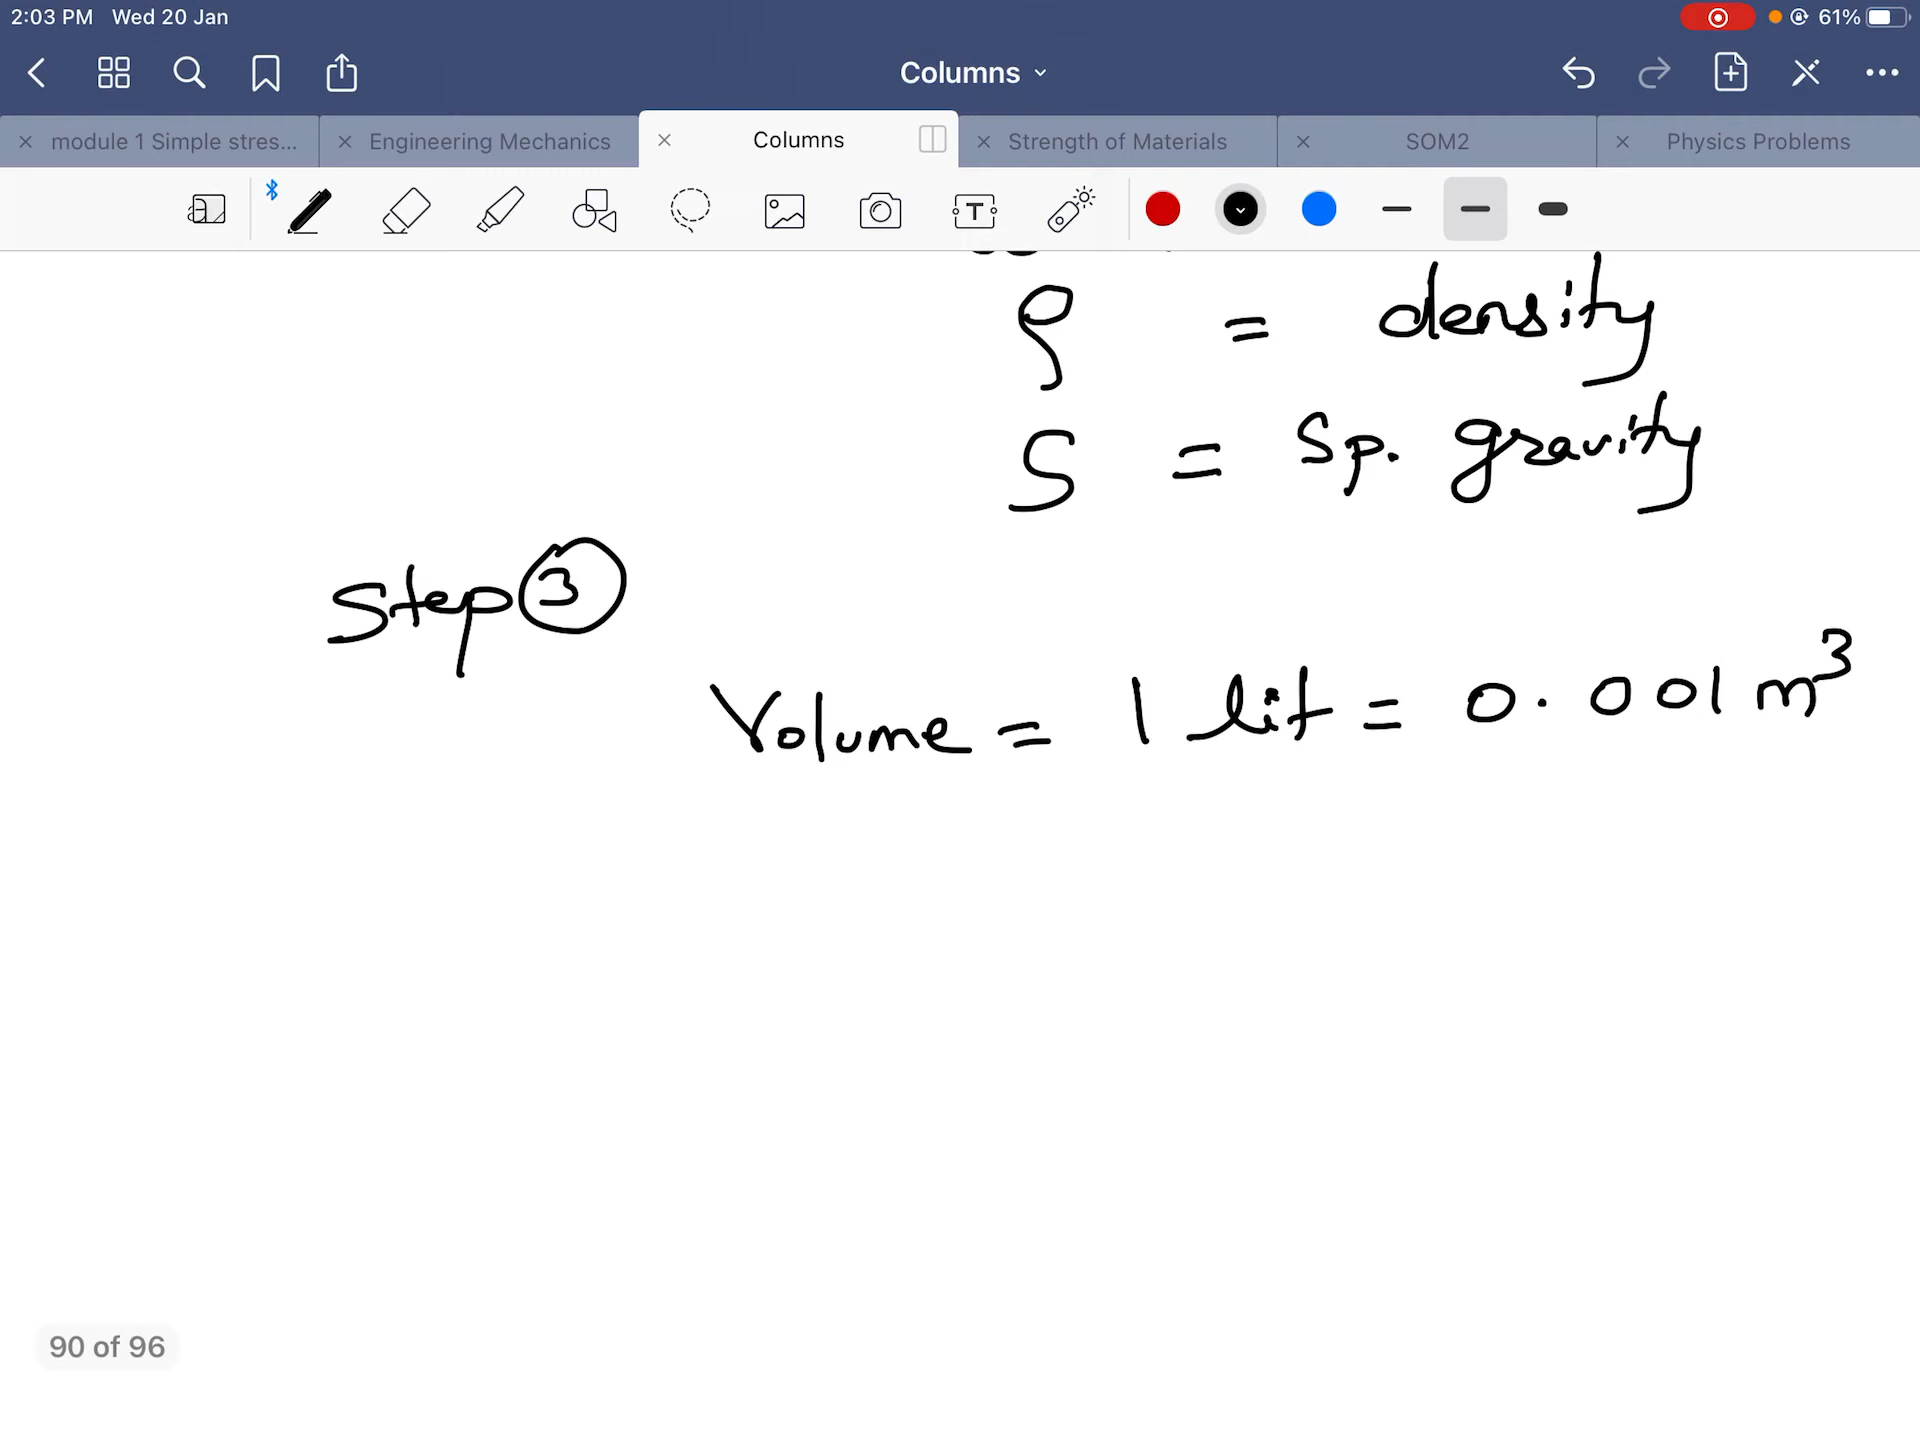 2:03 PM Wed 20 Jan 61%
Columns
module 1 Simple stres... Engineering Mechanics Columns Strength of Materials SOM2 Physics Problems
ρ = density
S = Sp. gravity
Step 3
Volume = 1 lit = 0.001 m³
90 of 96